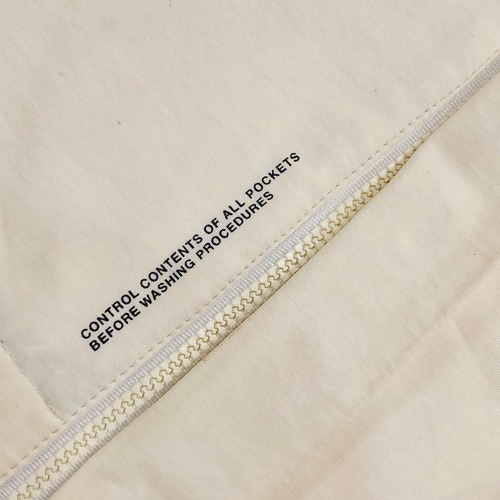 CONTROL CONTENTS OF ALL POCKETS
BEFORE WASHING PROCEDURES